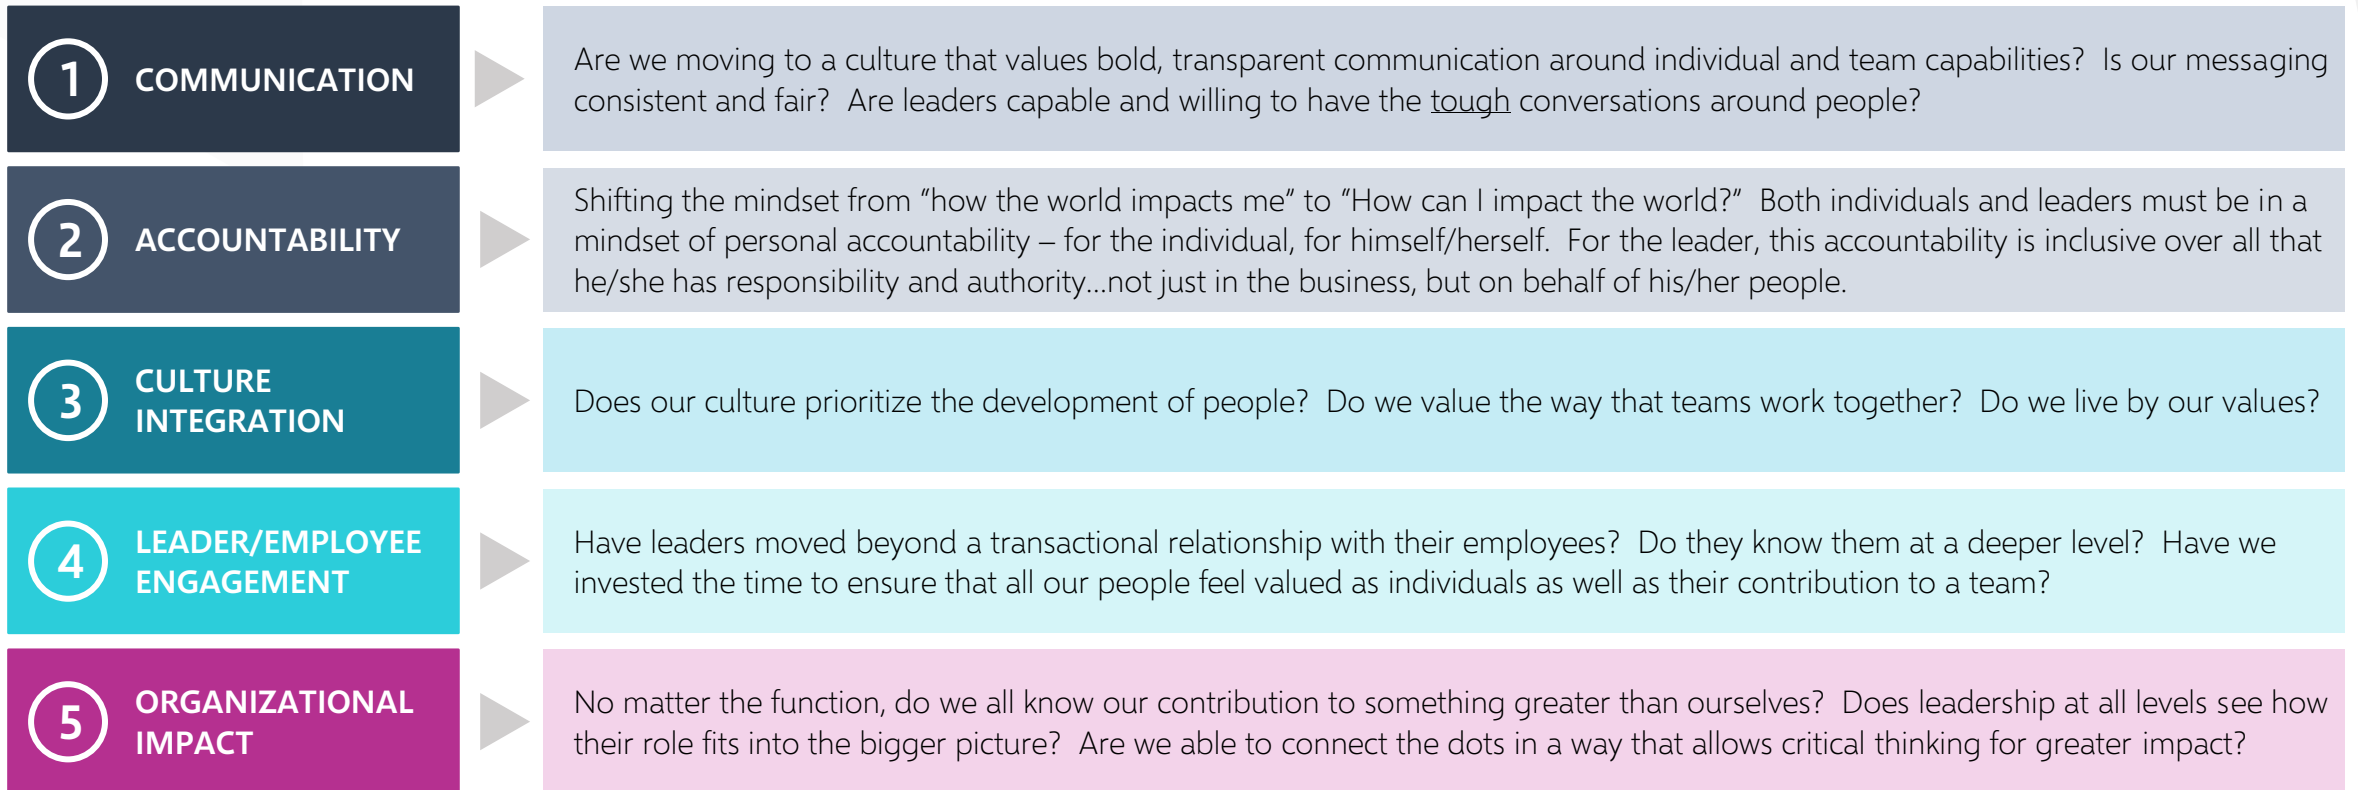 1
COMMUNICATION
Are we moving to a culture that values bold, transparent communication around individual and team capabilities?  Is our messaging
consistent and fair?  Are leaders capable and willing to have the tough conversations around people?
2
ACCOUNTABILITY
Shifting the mindset from "how the world impacts me" to "How can I impact the world?"  Both individuals and leaders must be in a
mindset of personal accountability – for the individual, for himself/herself.  For the leader, this accountability is inclusive over all that
he/she has responsibility and authority...not just in the business, but on behalf of his/her people.
3
CULTURE
INTEGRATION
Does our culture prioritize the development of people?  Do we value the way that teams work together?  Do we live by our values?
4
LEADER/EMPLOYEE
ENGAGEMENT
Have leaders moved beyond a transactional relationship with their employees?  Do they know them at a deeper level?  Have we
invested the time to ensure that all our people feel valued as individuals as well as their contribution to a team?
5
ORGANIZATIONAL
IMPACT
No matter the function, do we all know our contribution to something greater than ourselves?  Does leadership at all levels see how
their role fits into the bigger picture?  Are we able to connect the dots in a way that allows critical thinking for greater impact?